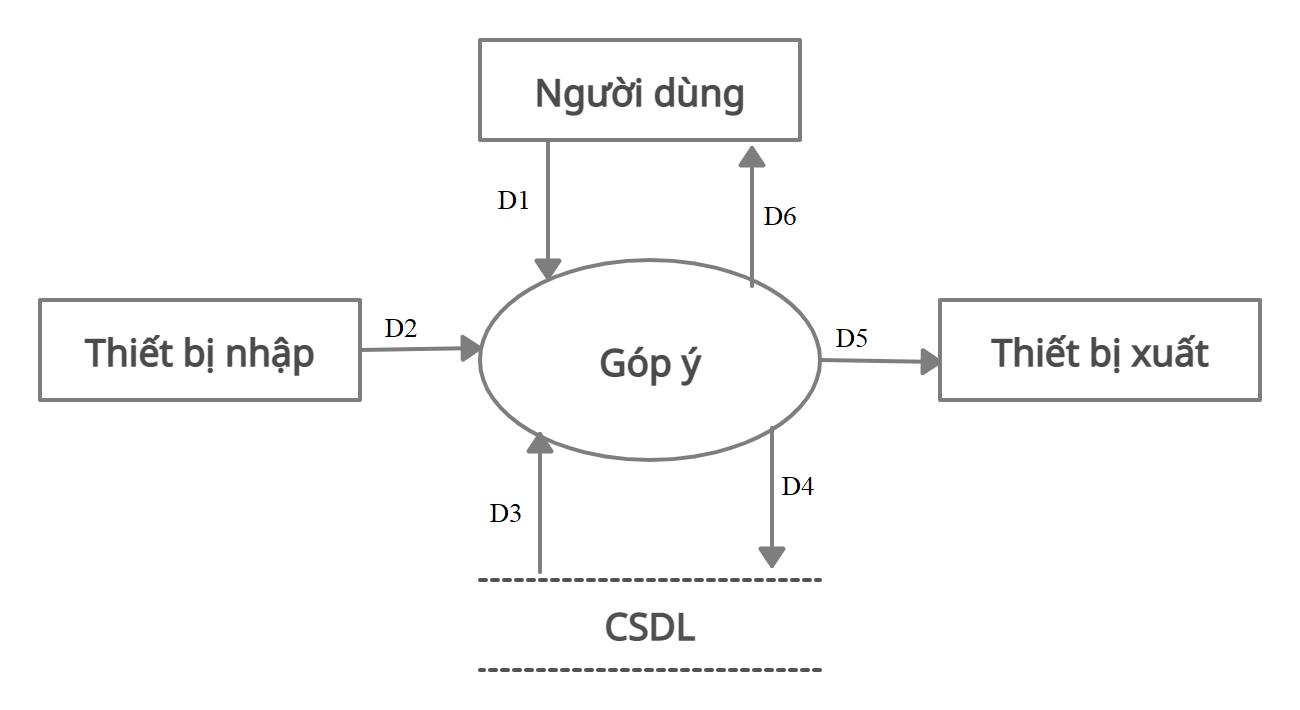 Người dùng
D1
D6
Thiết bị nhập
D2
Góp ý
D5
Thiết bị xuất
D3
D4
CSDL